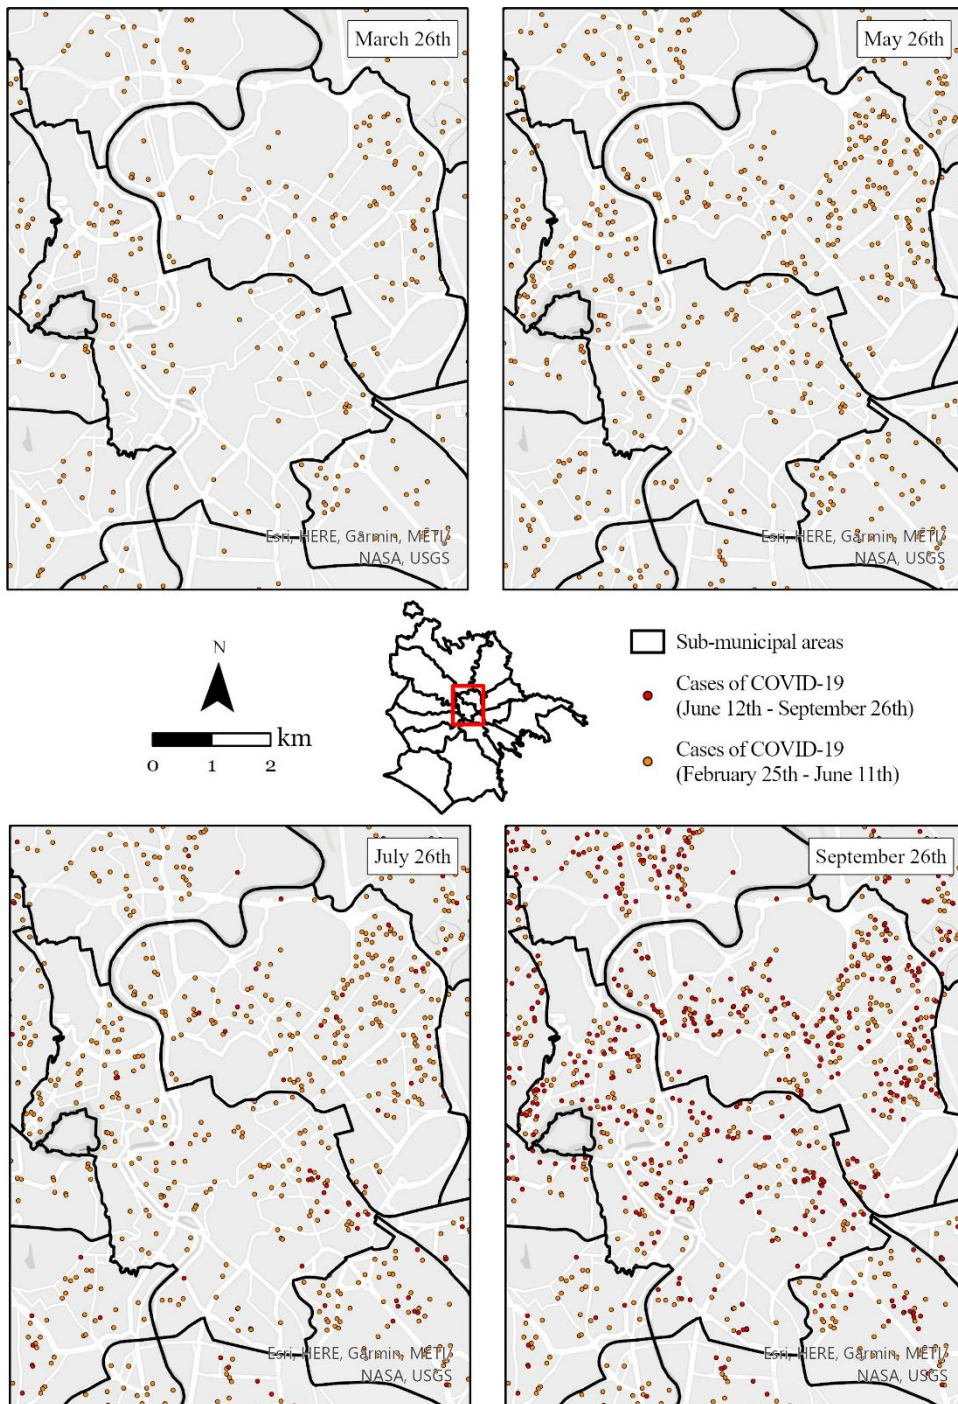 March 26th
May 26th
Esri, HERE, Garmin, METI/
NASA, USGS
Esri, HERE, Garmin, METI/
NASA, USGS
N
km
0 1 2
Sub-municipal areas
Cases of COVID-19
(June 12th - September 26th)
Cases of COVID-19
(February 25th - June 11th)
July 26th
September 26th
Esri, HERE, Garmin, METI/
NASA, USGS
Esri, HERE, Garmin, METI/
NASA, USGS